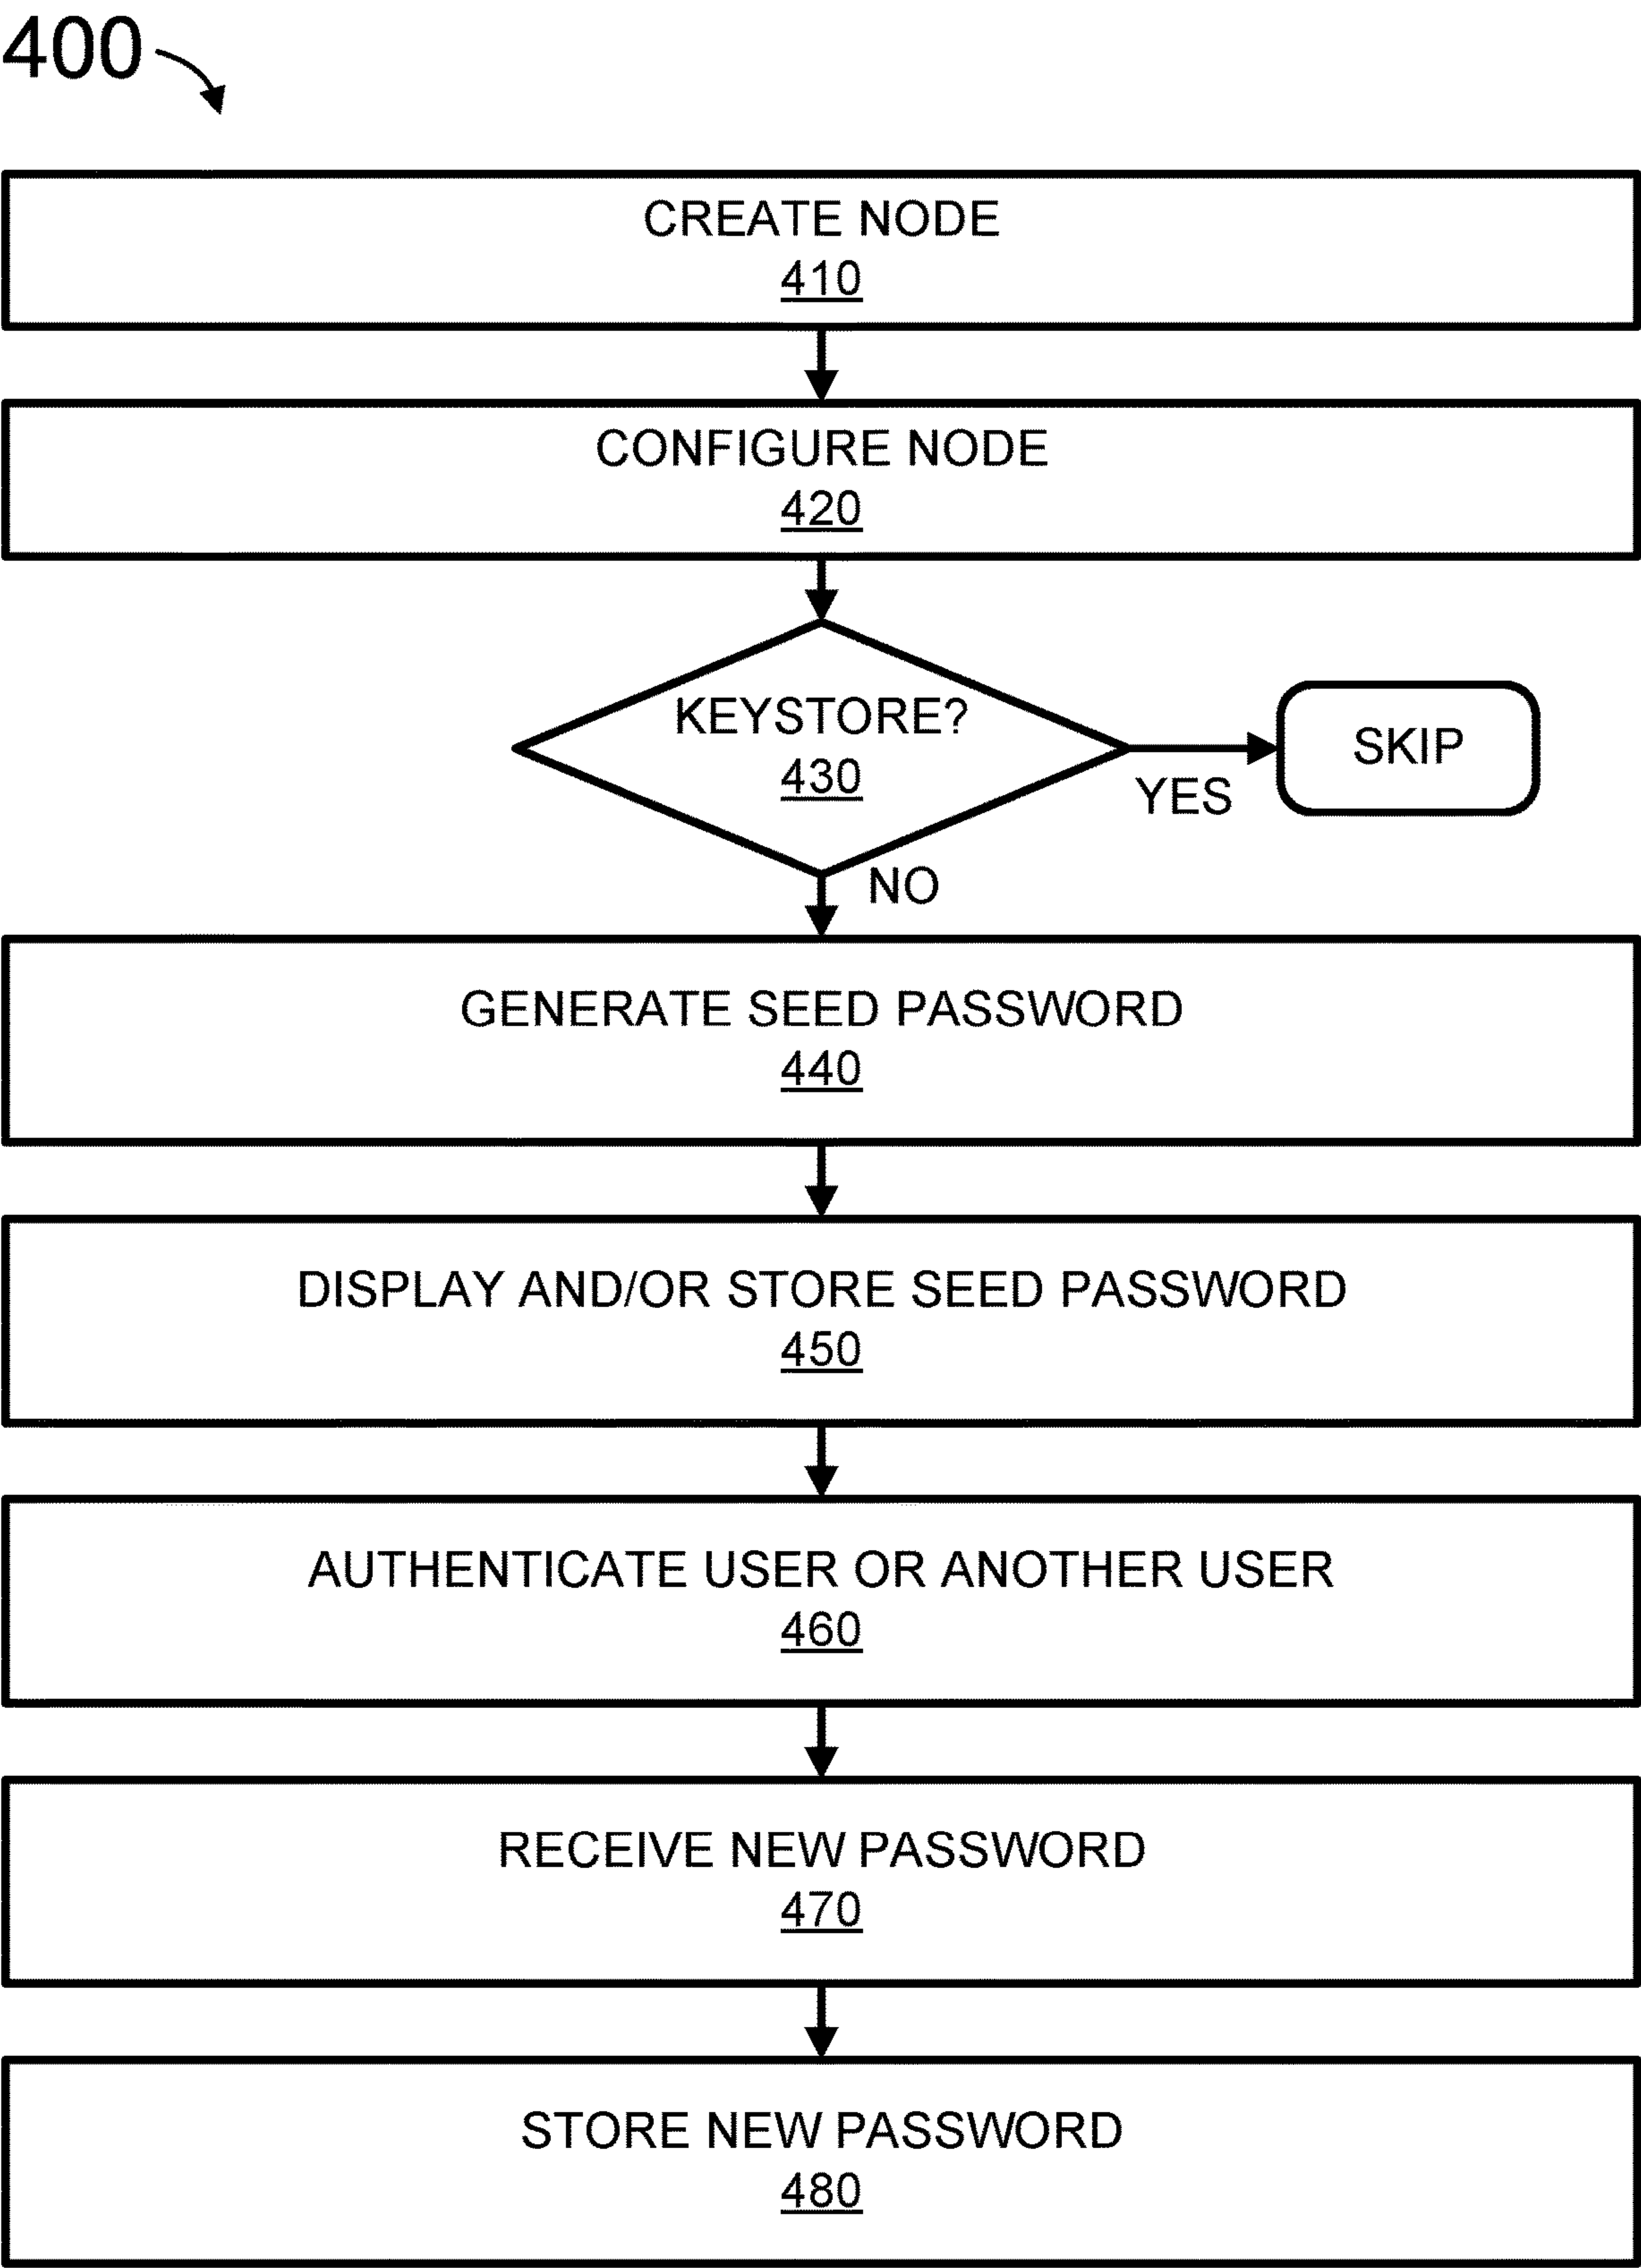 400
CREATE NODE
410
CONFIGURE NODE
420
KEYSTORE?
430
SKIP
YES
NO
GENERATE SEED PASSWORD
440
DISPLAY AND/OR STORE SEED PASSWORD
450
AUTHENTICATE USER OR ANOTHER USER
460
RECEIVE NEW PASSWORD
470
STORE NEW PASSWORD
480